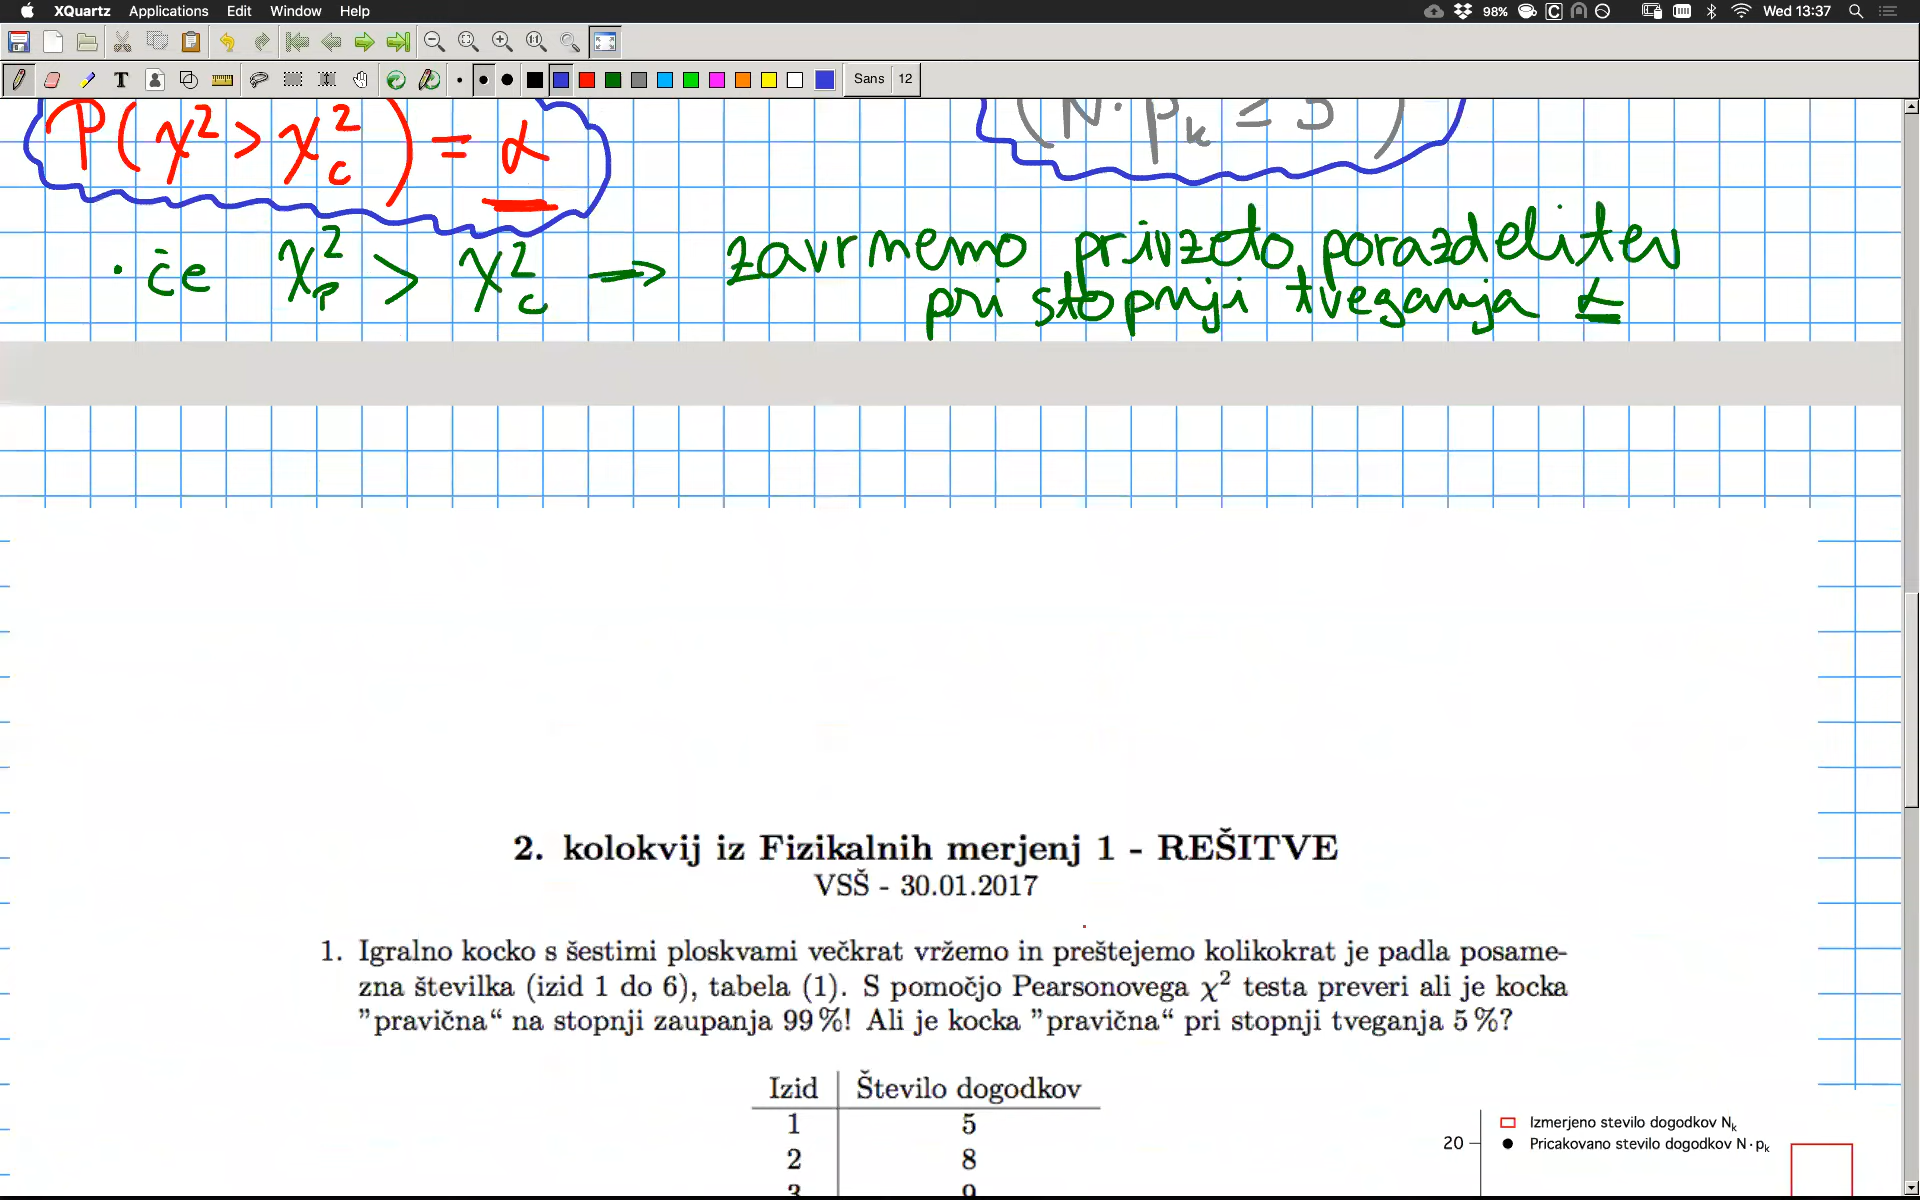 XQuartz Applications Edit Window Help
98% Wed 13:37
Sans 12
P(χ² > χ²c) = α
(N · pk ≥ 5)
· če χ²p > χ²c → zavrnemo privzeto porazdelitev
pri stopnji tveganja α
2. kolokvij iz Fizikalnih merjenj 1 - REŠITVE
VSŠ - 30.01.2017
1. Igralno kocko s šestimi ploskvami večkrat vržemo in preštejemo kolikokrat je padla posame-
zna številka (izid 1 do 6), tabela (1). S pomočjo Pearsonovega χ² testa preveri ali je kocka
”pravična“ na stopnji zaupanja 99 %! Ali je kocka ”pravična“ pri stopnji tveganja 5 %?
Izid Število dogodkov
1 5
2 8
3 9
20
Izmerjeno stevilo dogodkov Nk
Pricakovano stevilo dogodkov N · pk